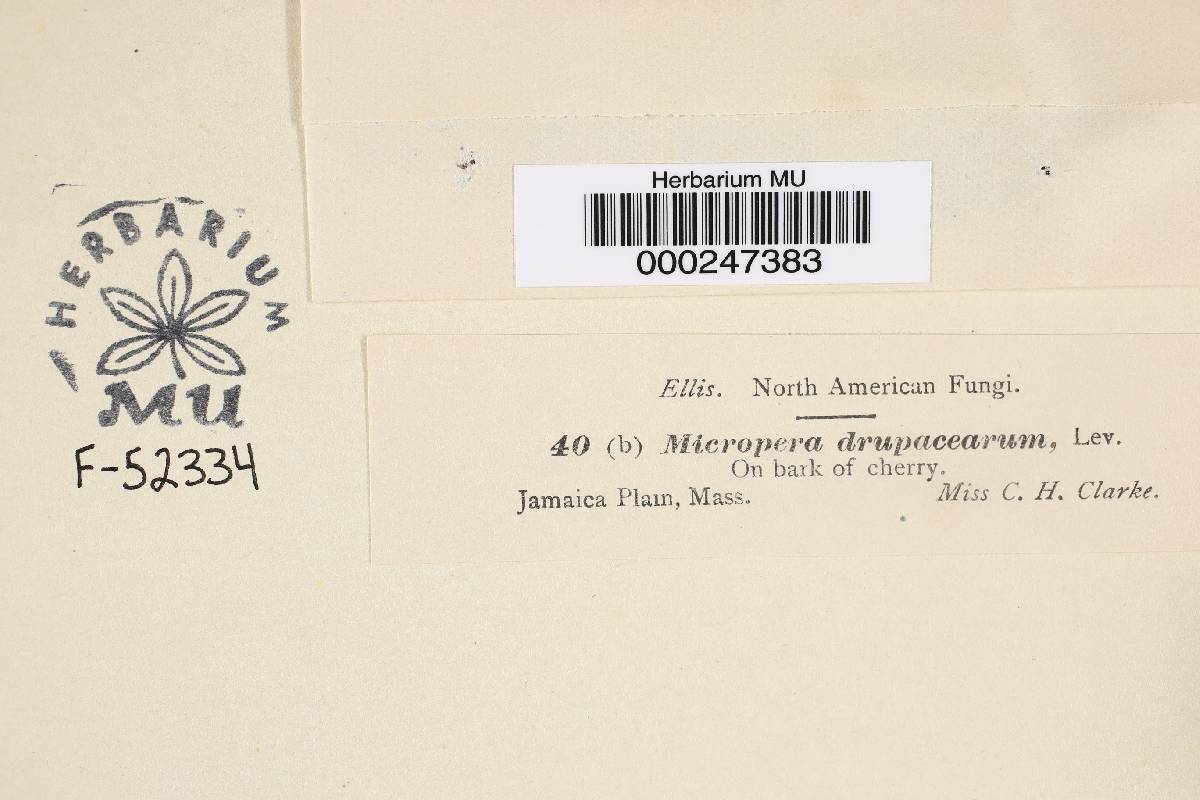 Herbarium MU
000247383
HERBARIUM
MU
F-52334
Ellis. North American Fungi.
40 (b) Micropera drupacearum, Lev.
On bark of cherry.
Jamaica Plain, Mass. Miss C. H. Clarke.